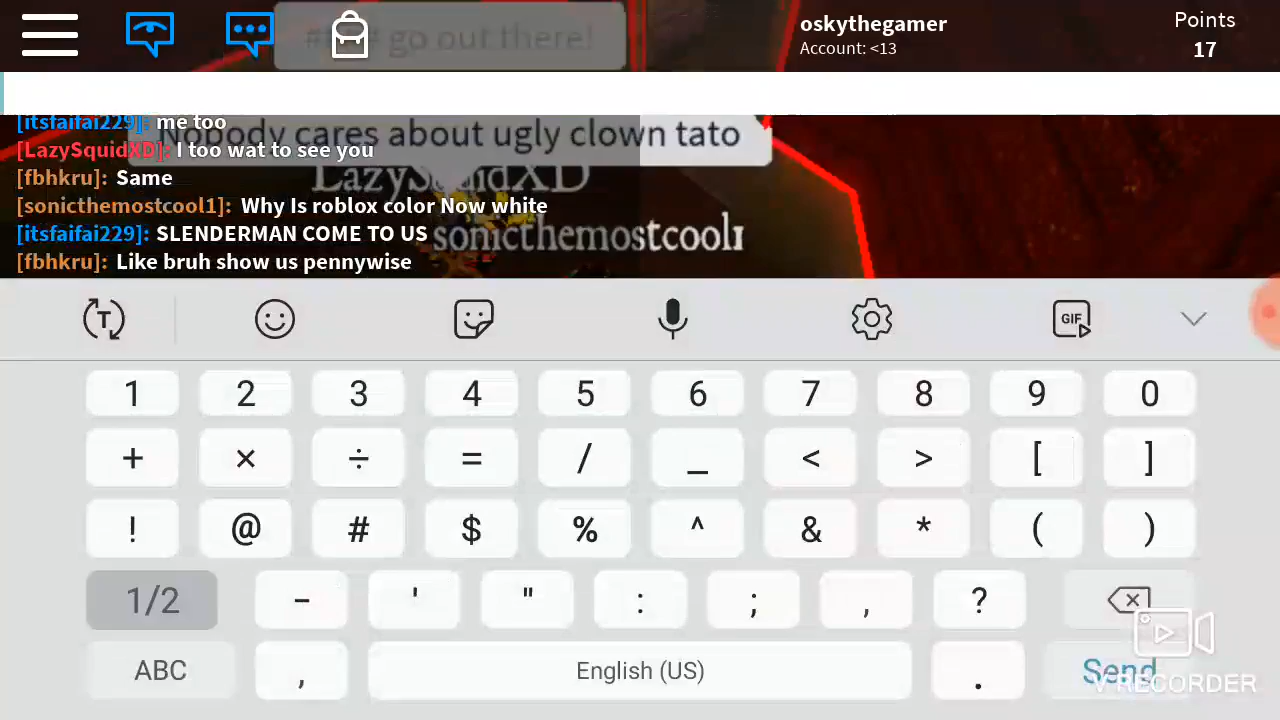 #### go out there!
oskythegamer
Account: <13
Points
17
[itsfaifai229]: me too
Nobody cares about ugly clown tato
[LazySquidXD]: I too wat to see you
LazySquidXD
[fbhkru]: Same
[sonicthemostcool1]: Why Is roblox color Now white
[itsfaifai229]: SLENDERMAN COME TO US
sonicthemostcool1
[fbhkru]: Like bruh show us pennywise
T
GIF
1 2 3 4 5 6 7 8 9 0
+ × ÷ = / _ < > [ ]
! @ # $ % ^ & * ( )
1/2 - ' " : ; , ?
ABC , English (US) . Send
V RECORDER